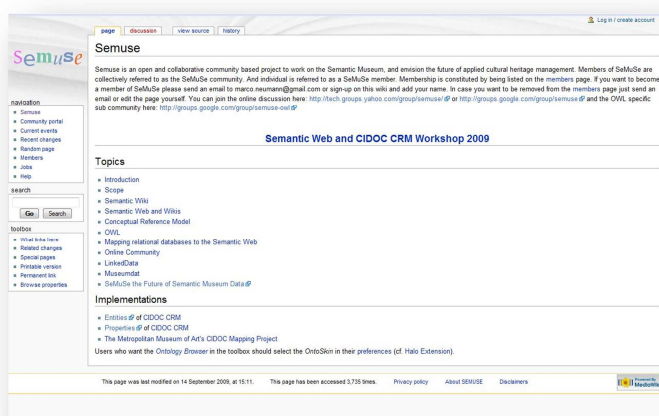 Log in / create account
page discussion view source history
Semuse
Semuse
Semuse is an open and collaborative community based project to work on the Semantic Museum, and envision the future of applied cultural heritage management. Members of SeMuSe are
collectively referred to as the SeMuSe community. And individual is referred to as a SeMuSe member. Membership is constituted by being listed on the members page. If you want to become
a member of SeMuSe please send an email to marco.neumann@gmail.com or sign-up on this wiki and add your name. In case you want to be removed from the members page just send an
email or edit the page yourself. You can join the online discussion here: http://tech.groups.yahoo.com/group/semuse/ or http://groups.google.com/group/semuse and the OWL specific
sub community here: http://groups.google.com/group/semuse-owl
Semantic Web and CIDOC CRM Workshop 2009
Topics
Introduction
Scope
Semantic Wiki
Semantic Web and Wikis
Conceptual Reference Model
OWL
Mapping relational databases to the Semantic Web
Online Community
LinkedData
Museumdat
SeMuSe the Future of Semantic Museum Data
Implementations
Entities of CIDOC CRM
Properties of CIDOC CRM
The Metropolitan Museum of Art's CIDOC Mapping Project
Users who want the Ontology Browser in the toolbox should select the OntoSkin in their preferences (cf. Halo Extension).
navigation
Semuse
Community portal
Current events
Recent changes
Random page
Members
Jobs
Help
search
Go Search
toolbox
What links here
Related changes
Special pages
Printable version
Permanent link
Browse properties
This page was last modified on 14 September 2009, at 15:11. This page has been accessed 3,735 times. Privacy policy About SEMUSE Disclaimers
Powered By